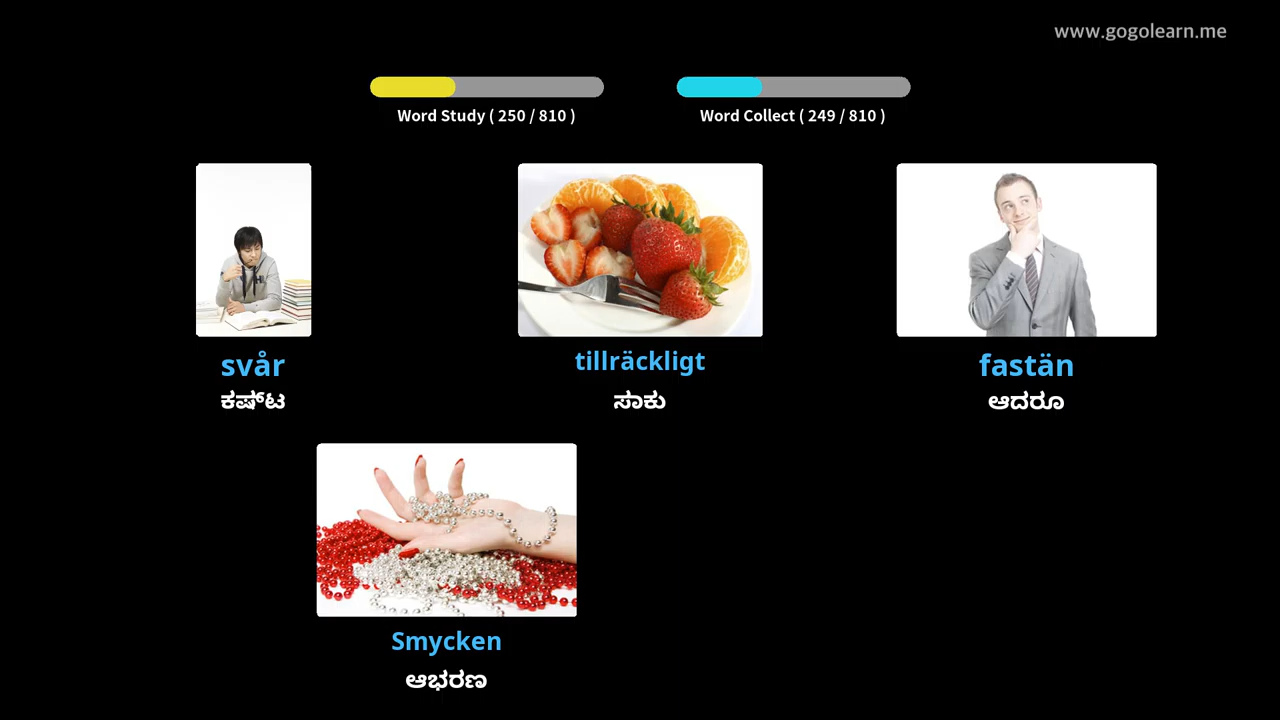 www.gogolearn.me
Word Study ( 250 / 810 )
Word Collect ( 249 / 810 )
svår
ಕಷ್ಟ
tillräckligt
ಸಾಕು
fastän
ಆದರೂ
Smycken
ಆಭರಣ